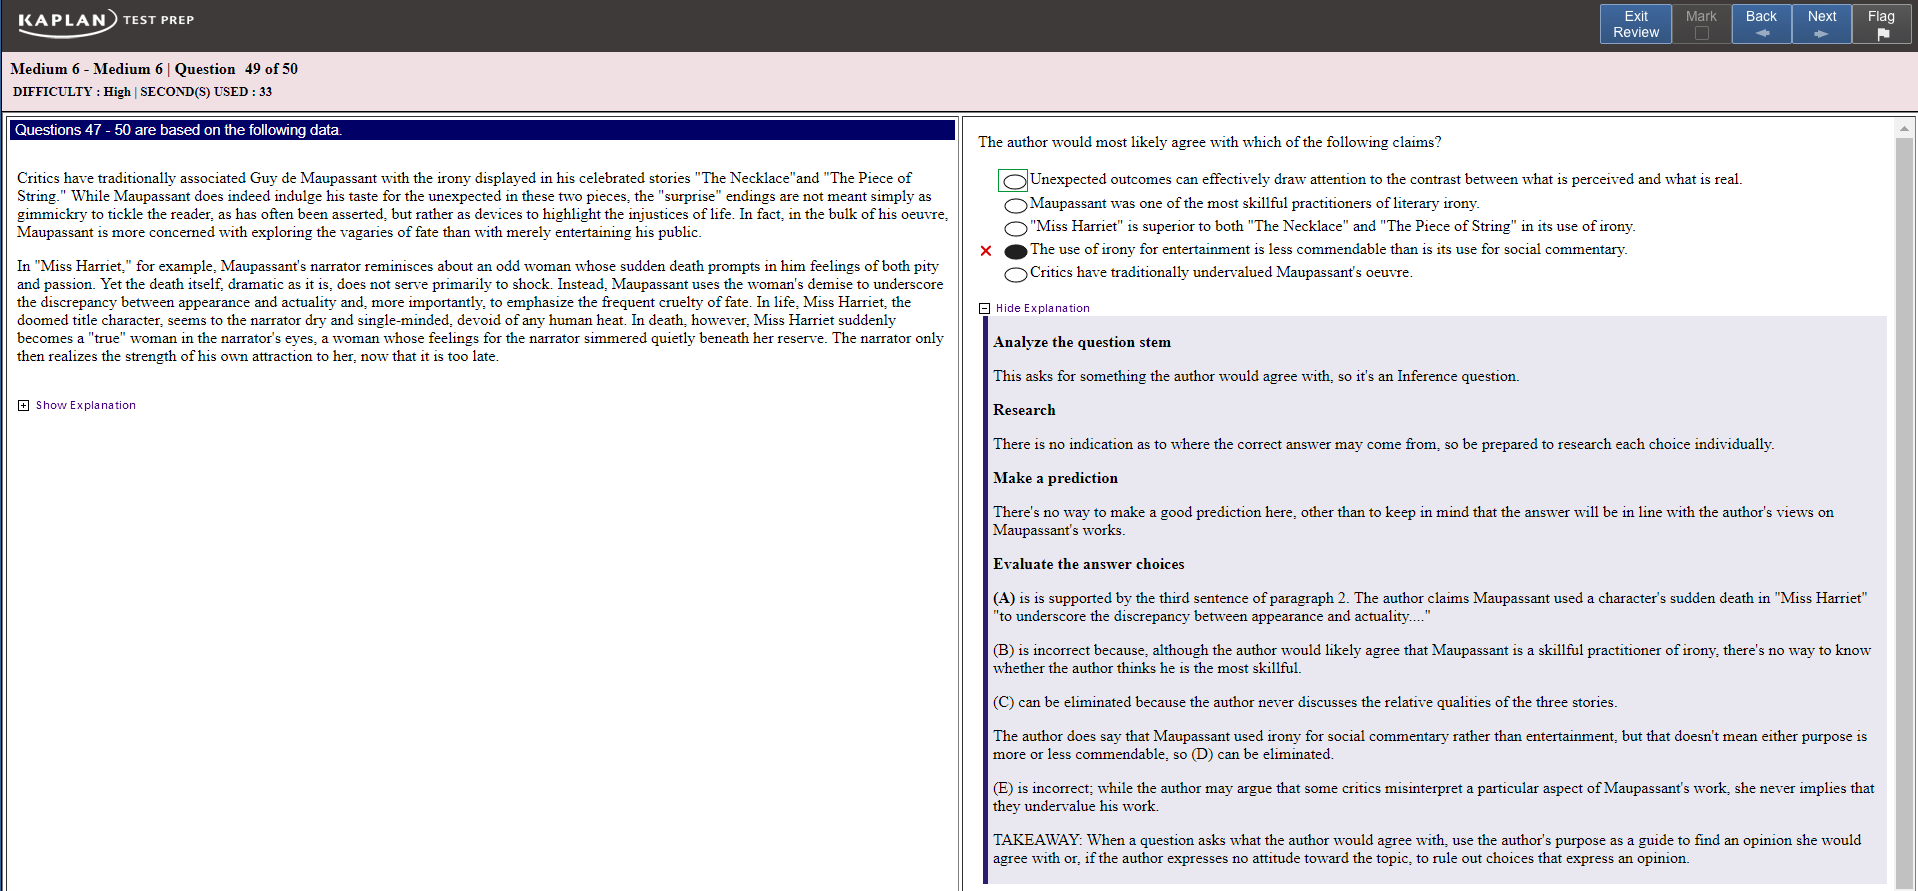 KAPLAN TEST PREP
Exit Review
Mark
Back
Next
Flag
Medium 6 - Medium 6 | Question 49 of 50
DIFFICULTY : High | SECOND(S) USED : 33
Questions 47 - 50 are based on the following data.
Critics have traditionally associated Guy de Maupassant with the irony displayed in his celebrated stories "The Necklace"and "The Piece of
String." While Maupassant does indeed indulge his taste for the unexpected in these two pieces, the "surprise" endings are not meant simply as
gimmickry to tickle the reader, as has often been asserted, but rather as devices to highlight the injustices of life. In fact, in the bulk of his oeuvre,
Maupassant is more concerned with exploring the vagaries of fate than with merely entertaining his public.
In "Miss Harriet," for example, Maupassant's narrator reminisces about an odd woman whose sudden death prompts in him feelings of both pity
and passion. Yet the death itself, dramatic as it is, does not serve primarily to shock. Instead, Maupassant uses the woman's demise to underscore
the discrepancy between appearance and actuality and, more importantly, to emphasize the frequent cruelty of fate. In life, Miss Harriet, the
doomed title character, seems to the narrator dry and single-minded, devoid of any human heat. In death, however, Miss Harriet suddenly
becomes a "true" woman in the narrator's eyes, a woman whose feelings for the narrator simmered quietly beneath her reserve. The narrator only
then realizes the strength of his own attraction to her, now that it is too late.
Show Explanation
The author would most likely agree with which of the following claims?
Unexpected outcomes can effectively draw attention to the contrast between what is perceived and what is real.
Maupassant was one of the most skillful practitioners of literary irony.
"Miss Harriet" is superior to both "The Necklace" and "The Piece of String" in its use of irony.
The use of irony for entertainment is less commendable than is its use for social commentary.
Critics have traditionally undervalued Maupassant's oeuvre.
Hide Explanation
Analyze the question stem
This asks for something the author would agree with, so it's an Inference question.
Research
There is no indication as to where the correct answer may come from, so be prepared to research each choice individually.
Make a prediction
There's no way to make a good prediction here, other than to keep in mind that the answer will be in line with the author's views on
Maupassant's works.
Evaluate the answer choices
(A) is is supported by the third sentence of paragraph 2. The author claims Maupassant used a character's sudden death in "Miss Harriet"
"to underscore the discrepancy between appearance and actuality...."
(B) is incorrect because, although the author would likely agree that Maupassant is a skillful practitioner of irony, there's no way to know
whether the author thinks he is the most skillful.
(C) can be eliminated because the author never discusses the relative qualities of the three stories.
The author does say that Maupassant used irony for social commentary rather than entertainment, but that doesn't mean either purpose is
more or less commendable, so (D) can be eliminated.
(E) is incorrect; while the author may argue that some critics misinterpret a particular aspect of Maupassant's work, she never implies that
they undervalue his work.
TAKEAWAY: When a question asks what the author would agree with, use the author's purpose as a guide to find an opinion she would
agree with or, if the author expresses no attitude toward the topic, to rule out choices that express an opinion.